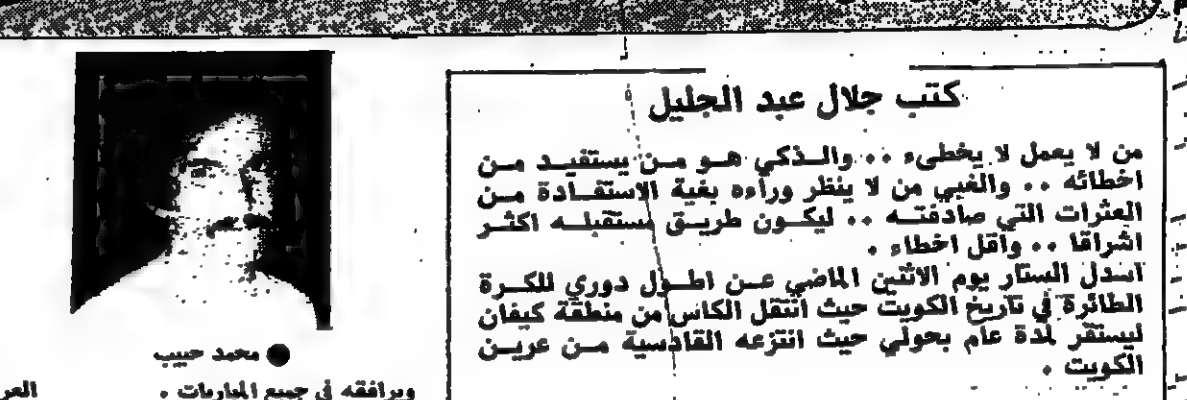 كتب جلال عبد الجليل
من لا يعمل لا يخطىء .. والذكي هو من يستفيد من
اخطائه .. والغبي من لا ينظر وراءه بغية الاستفادة من
العثرات التي صادفته .. ليكون طريق مستقبله اكثر
اشراقا .. واقل اخطاء .
اسدل الستار يوم الاثنين الماضي عن اطول دوري للكرة
الطائرة في تاريخ الكويت حيث انتقل الكاس من منطقة كيفان
ليستقر لمدة عام بحولي حيث انتزعه القادسية من عرين
الكويت .
محمد حبيب
ويرافقه في جميع المباريات .
العر